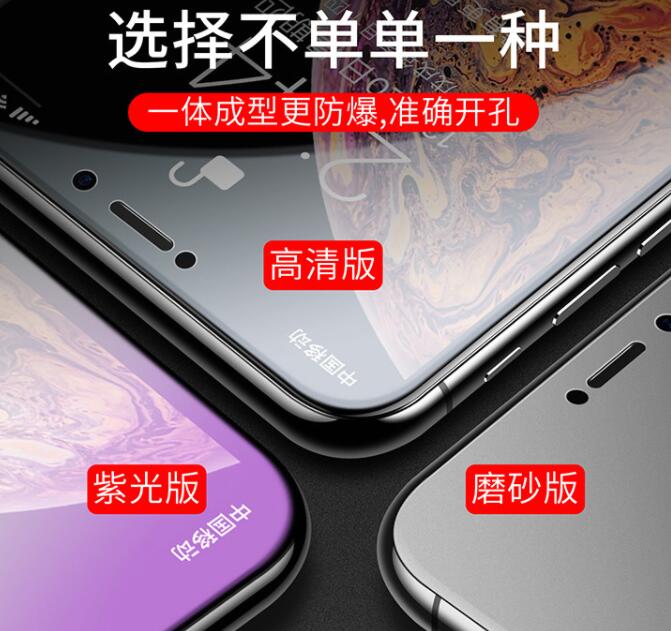 选择不单单一种
一体成型更防爆,准确开孔
高清版
中国移动
紫光版
磨砂版
中国移动